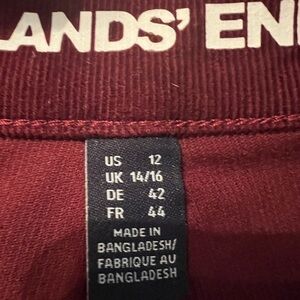 LANDS' EN
US 12
UK 14/16
DE 42
FR 44
MADE IN
BANGLADESH/
FABRIQUE AU
BANGLADESH